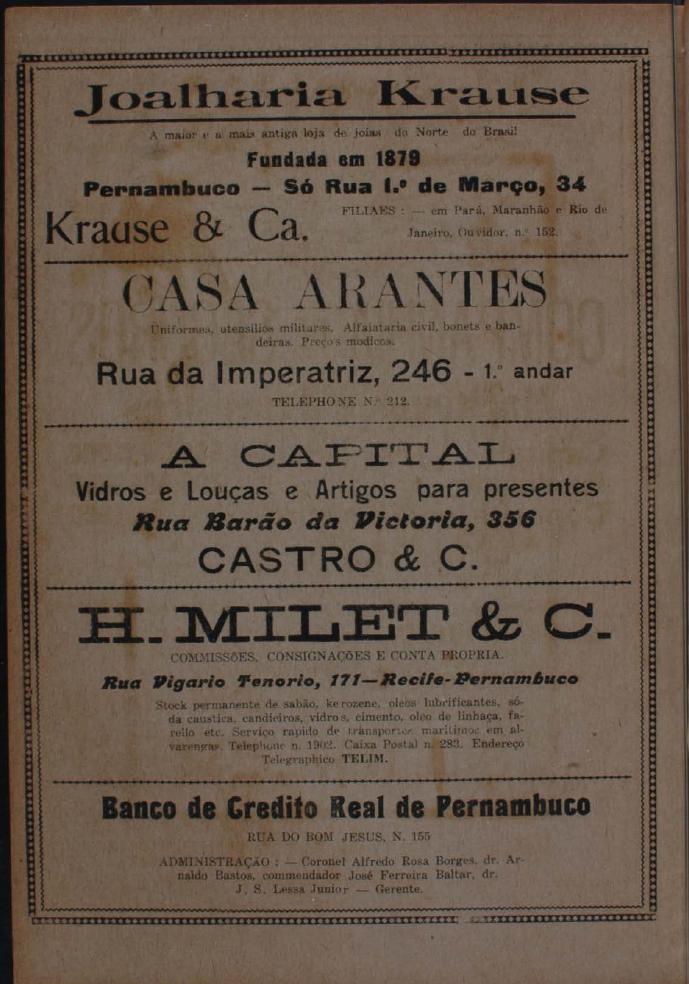 Joalharia Krause
A maior e a mais antiga loja de joias do Norte do Brasil
Fundada em 1879
Pernambuco — Só Rua 1.º de Março, 34
Krause & Ca.
FILIAES : — em Pará, Maranhão e Rio de
Janeiro, Ouvidor, n.º 152.
CASA ARANTES
Uniformes, utensilios militares, Alfaiataria civil, bonets e ban-
deiras. Preços modicos.
Rua da Imperatriz, 246 - 1.º andar
TELEPHONE N.º 212.
A CAPITAL
Vidros e Louças e Artigos para presentes
Rua Barão da Victoria, 356
CASTRO & C.
H. MILET & C.
COMMISSÕES, CONSIGNAÇÕES E CONTA PROPRIA.
Rua Vigario Tenorio, 171—Recife-Pernambuco
Stock permanente de sabão, kerozene, oleos lubrificantes, só-
da caustica, candieiros, vidros, cimento, oleo de linhaça, fa-
rello etc. Serviço rapido de transportes maritimos em al-
varengas. Telephone n. 1902. Caixa Postal n. 283. Endereço
Telegraphico TELIM.
Banco de Credito Real de Pernambuco
RUA DO BOM JESUS, N. 155
ADMINISTRAÇÃO : — Coronel Alfredo Rosa Borges, dr. Ar-
naldo Bastos, commendador José Ferreira Baltar, dr.
J. S. Lessa Junior — Gerente.